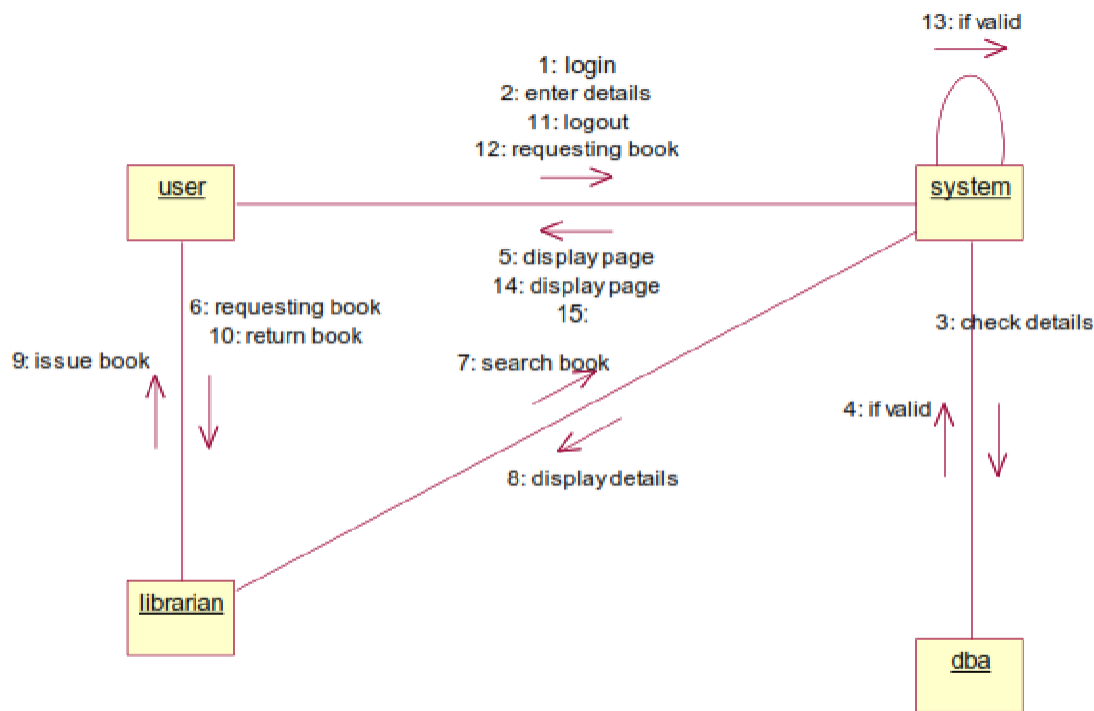 13: if valid
1: login
2: enter details
11: logout
12: requesting book
user
system
5: display page
14: display page
15:
6: requesting book
10: return book
3: check details
9: issue book
7: search book
4: if valid
8: display details
librarian
dba